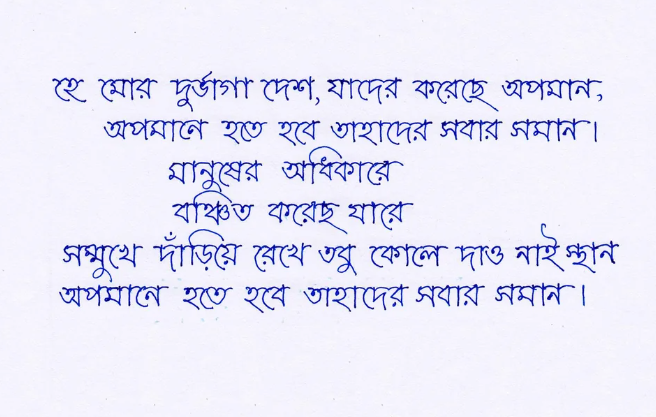 হে মোর দুর্ভাগা দেশ, যাদের করেছে অপমান,
অপমানে হতে হবে তাহাদের সবার সমান।
মানুষের অধিকারে
বঞ্চিত করেছ যারে
সম্মুখে দাঁড়িয়ে রেখে তবু কোলে দাও নাই স্থান
অপমানে হতে হবে তাহাদের সবার সমান।